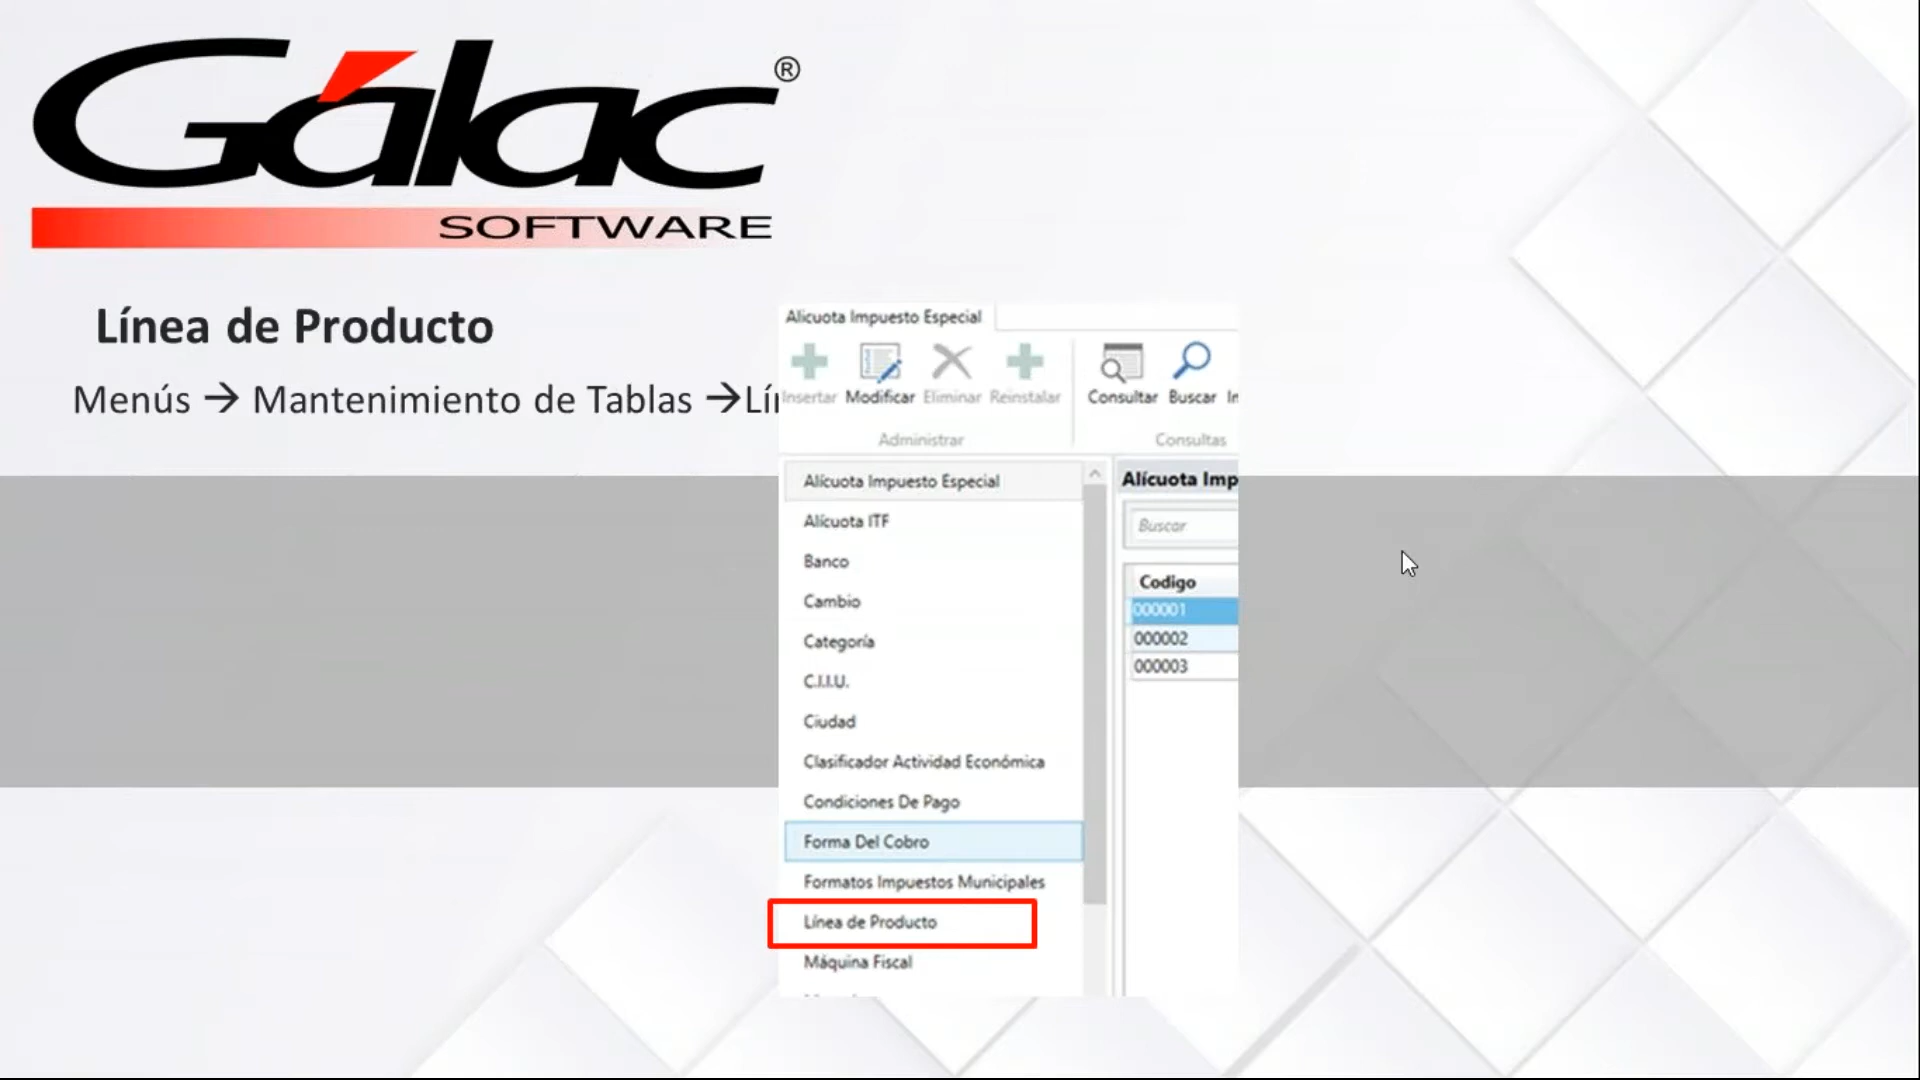 Gálac®
SOFTWARE
Línea de Producto
Menús → Mantenimiento de Tablas →Lí
Alicuota Impuesto Especial
Insertar Modificar Eliminar Reinstalar Consultar Buscar
Administrar Consultas
Alícuota Impuesto Especial
Alícuota ITF
Banco
Cambio
Categoría
C.I.I.U.
Ciudad
Clasificador Actividad Económica
Condiciones De Pago
Forma Del Cobro
Formatos Impuestos Municipales
Línea de Producto
Máquina Fiscal
Alícuota Imp
Buscar
Codigo
000001
000002
000003